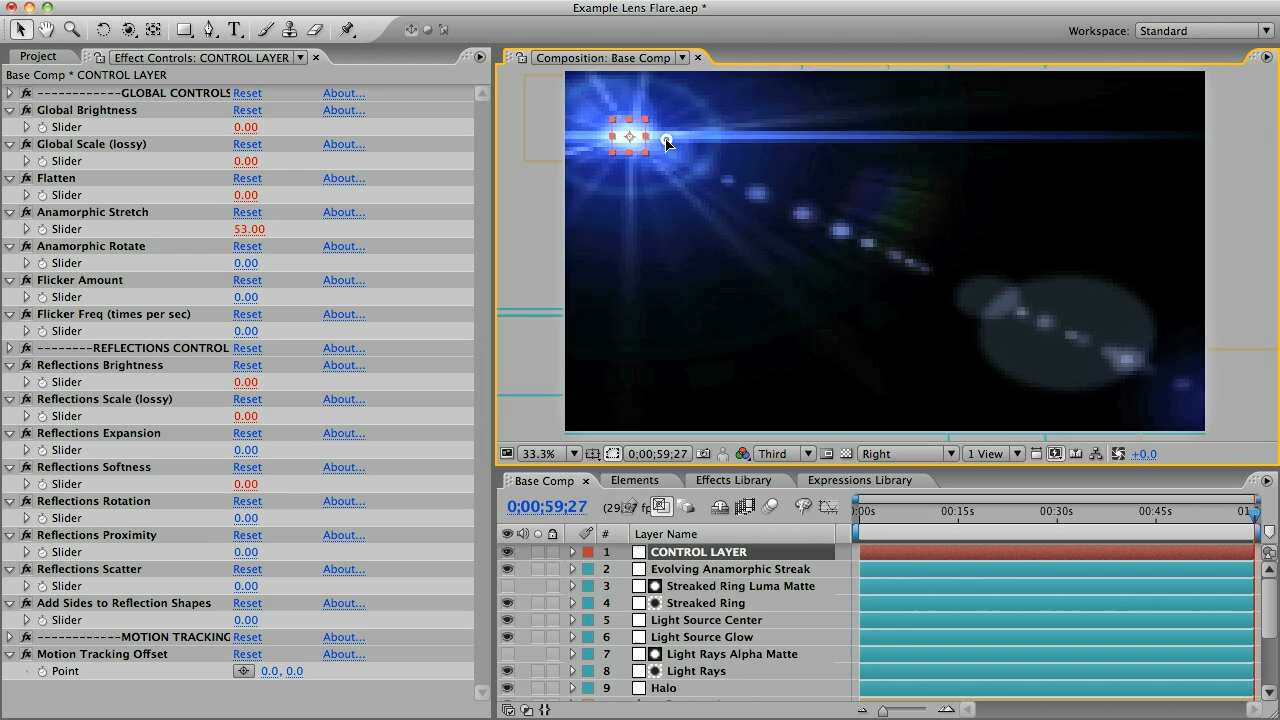 Example Lens Flare.aep *
Workspace: Standard
Project
Effect Controls: CONTROL LAYER
Base Comp * CONTROL LAYER
------------GLOBAL CONTROLS Reset About...
Global Brightness Reset About...
Slider 0.00
Global Scale (lossy) Reset About...
Slider 0.00
Flatten Reset About...
Slider 0.00
Anamorphic Stretch Reset About...
Slider 53.00
Anamorphic Rotate Reset About...
Slider 0.00
Flicker Amount Reset About...
Slider 0.00
Flicker Freq (times per sec) Reset About...
Slider 0.00
--------REFLECTIONS CONTROL Reset About...
Reflections Brightness Reset About...
Slider 0.00
Reflections Scale (lossy) Reset About...
Slider 0.00
Reflections Expansion Reset About...
Slider 0.00
Reflections Softness Reset About...
Slider 0.00
Reflections Rotation Reset About...
Slider 0.00
Reflections Proximity Reset About...
Slider 0.00
Reflections Scatter Reset About...
Slider 0.00
Add Sides to Reflection Shapes Reset About...
Slider 0.00
------------MOTION TRACKING Reset About...
Motion Tracking Offset Reset About...
Point 0.0, 0.0
Composition: Base Comp
33.3% 0;00;59;27 Third Right 1 View +0.0
Base Comp Elements Effects Library Expressions Library
0;00;59;27
:00s 00:15s 00:30s 00:45s 01:
# Layer Name
1 CONTROL LAYER
2 Evolving Anamorphic Streak
3 Streaked Ring Luma Matte
4 Streaked Ring
5 Light Source Center
6 Light Source Glow
7 Light Rays Alpha Matte
8 Light Rays
9 Halo